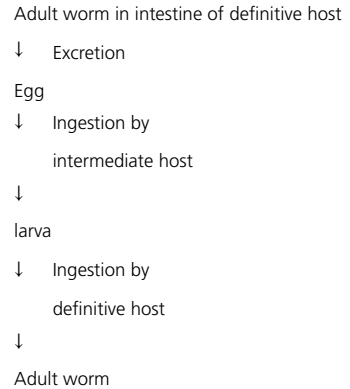 Adult worm in intestine of definitive host
↓ Excretion
Egg
↓ Ingestion by
intermediate host
↓
larva
↓ Ingestion by
definitive host
↓
Adult worm